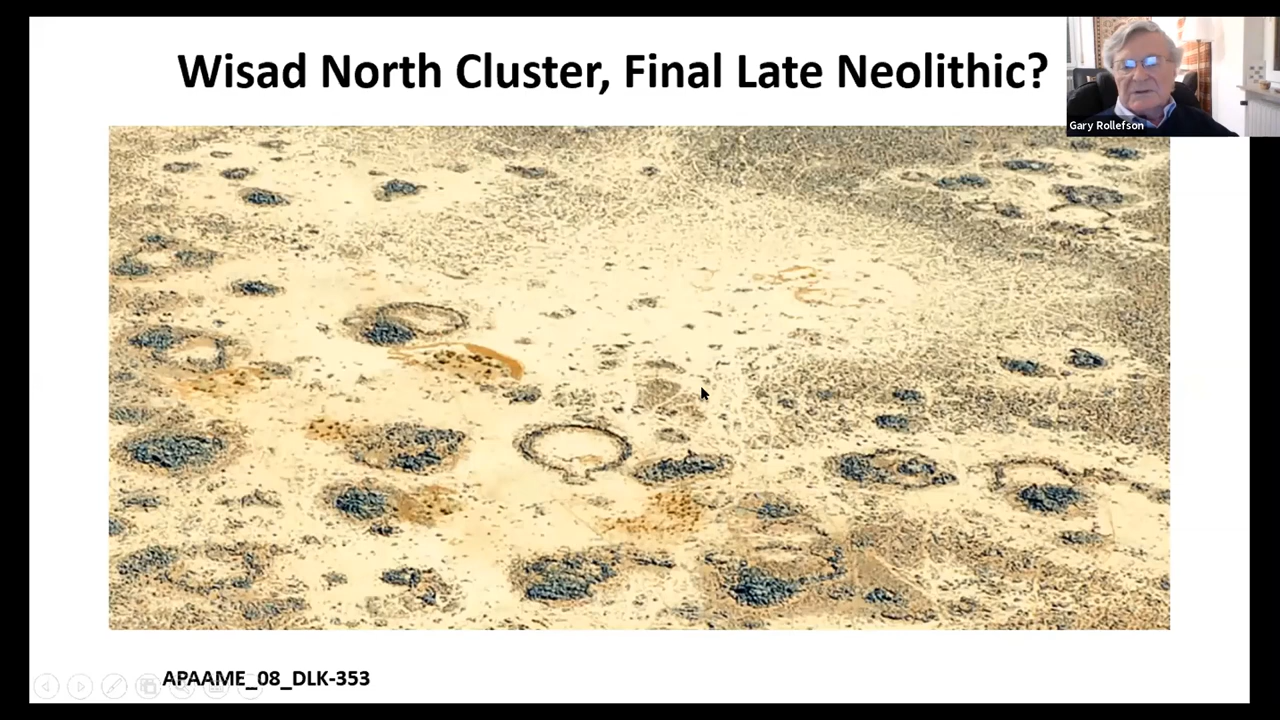 Wisad North Cluster, Final Late Neolithic?
Gary Rollefson
APAAME_08_DLK-353